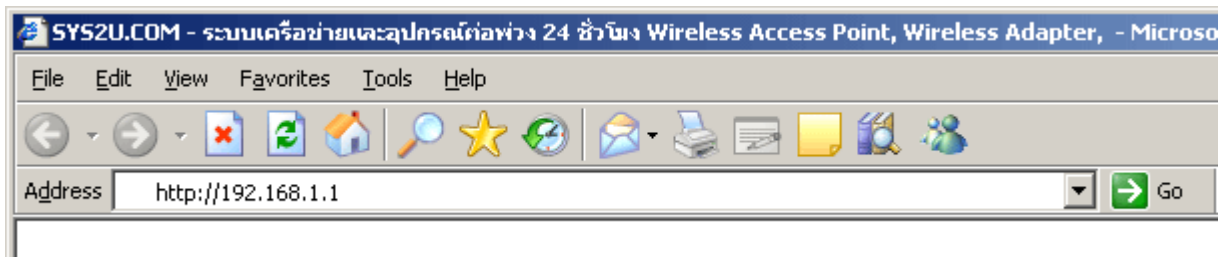 SYS2U.COM - ระบบเครือข่ายและอุปกรณ์ต่อพ่วง 24 ชั่วโมง Wireless Access Point, Wireless Adapter, - Microso
File Edit View Favorites Tools Help
Address http://192.168.1.1 Go